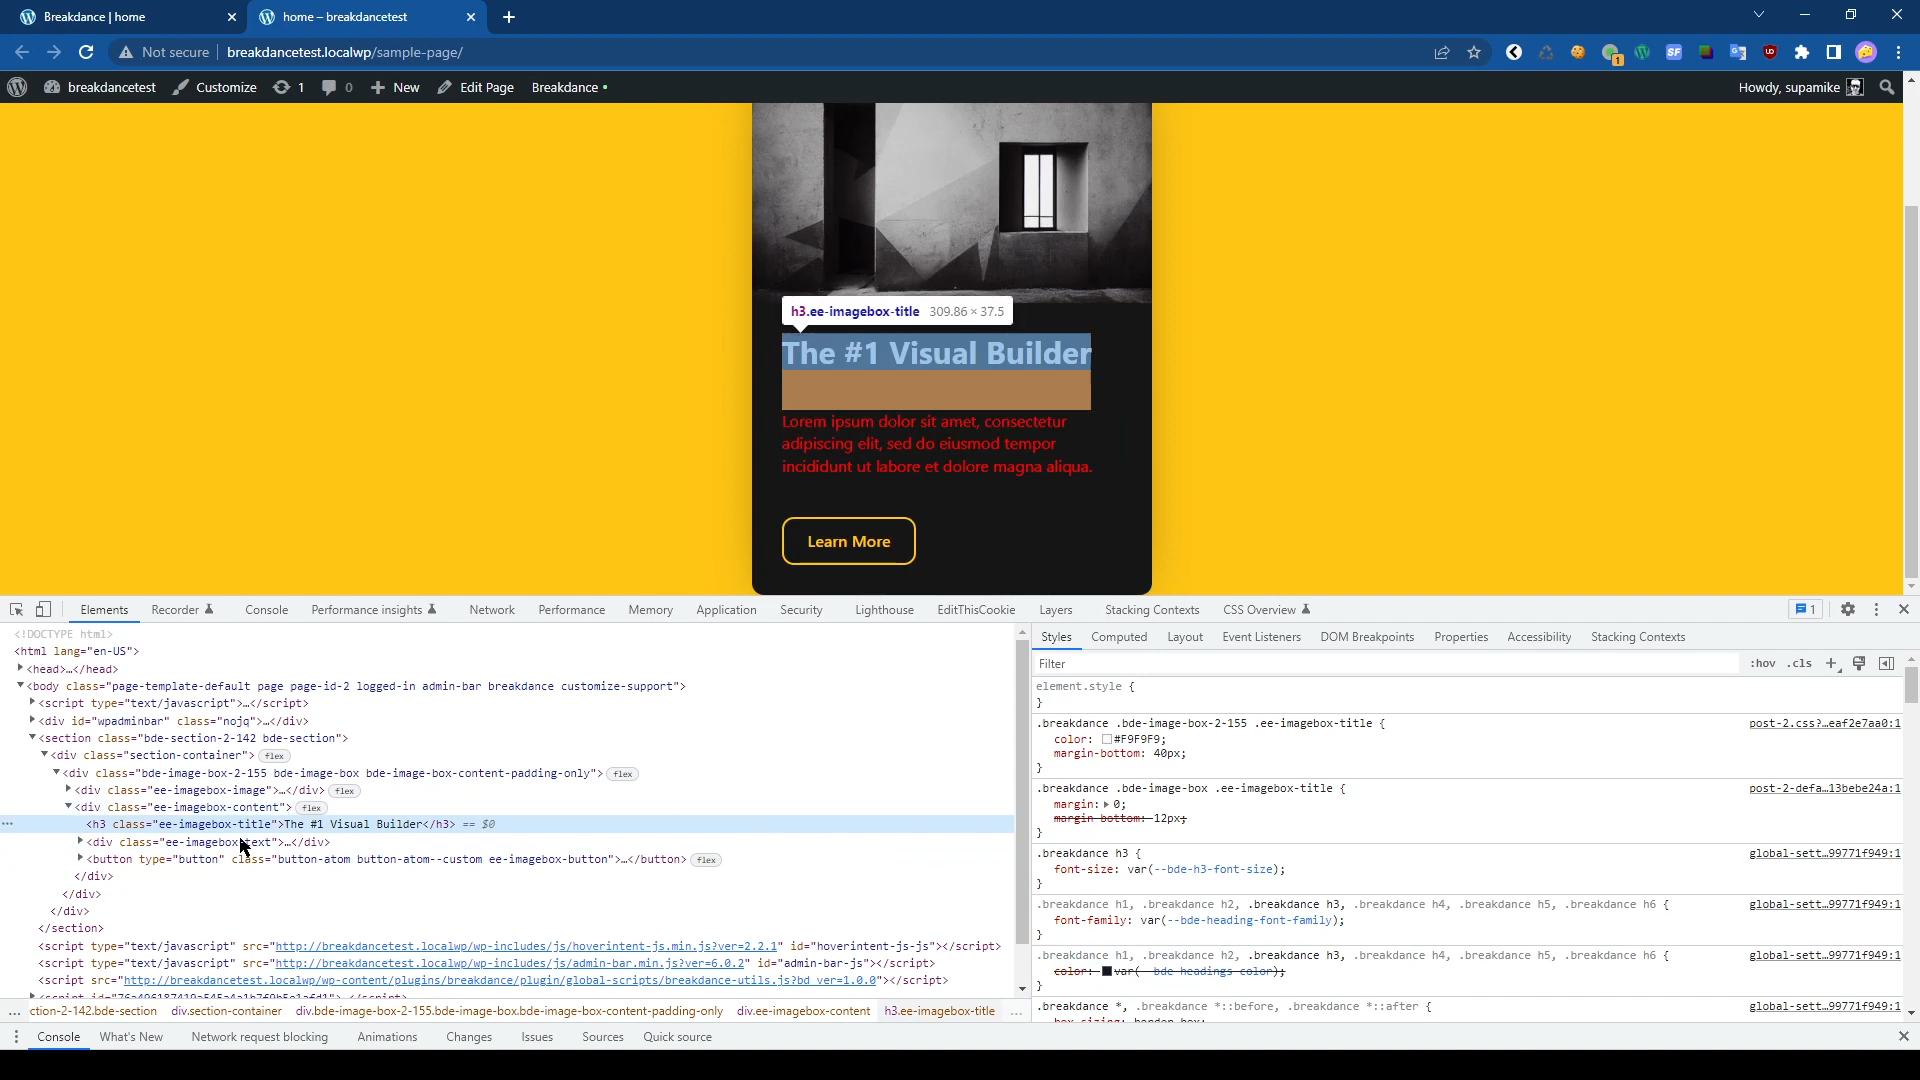 Breakdance | home
home – breakdancetest
Not secure
breakdancetest.localwp/sample-page/
breakdancetest
Customize
1
0
New
Edit Page
Breakdance
Howdy, supamike
h3.ee-imagebox-title 309.86 × 37.5
The #1 Visual Builder
Lorem ipsum dolor sit amet, consectetur
adipiscing elit, sed do eiusmod tempor
incididunt ut labore et dolore magna aliqua.
Learn More
Elements Recorder Console Performance insights Network Performance Memory Application Security Lighthouse EditThisCookie Layers Stacking Contexts CSS Overview 1
<!DOCTYPE html>
<html lang="en-US">
<head>…</head>
<body class="page-template-default page page-id-2 logged-in admin-bar breakdance customize-support">
<script type="text/javascript">…</script>
<div id="wpadminbar" class="nojq">…</div>
<section class="bde-section-2-142 bde-section">
<div class="section-container"> flex
<div class="bde-image-box-2-155 bde-image-box bde-image-box-content-padding-only"> flex
<div class="ee-imagebox-image">…</div> flex
<div class="ee-imagebox-content"> flex
<h3 class="ee-imagebox-title">The #1 Visual Builder</h3> == $0
<div class="ee-imagebox-text">…</div>
<button type="button" class="button-atom button-atom--custom ee-imagebox-button">…</button> flex
</div>
</div>
</div>
</section>
<script type="text/javascript" src="http://breakdancetest.localwp/wp-includes/js/hoverintent-js.min.js?ver=2.2.1" id="hoverintent-js-js"></script>
<script type="text/javascript" src="http://breakdancetest.localwp/wp-includes/js/admin-bar.min.js?ver=6.0.2" id="admin-bar-js"></script>
<script src="http://breakdancetest.localwp/wp-content/plugins/breakdance/plugin/global-scripts/breakdance-utils.js?bd_ver=1.0.0"></script>
... ction-2-142.bde-section div.section-container div.bde-image-box-2-155.bde-image-box.bde-image-box-content-padding-only div.ee-imagebox-content h3.ee-imagebox-title ...
Styles Computed Layout Event Listeners DOM Breakpoints Properties Accessibility Stacking Contexts
Filter :hov .cls
element.style {
}
.breakdance .bde-image-box-2-155 .ee-imagebox-title { post-2.css?…eaf2e7aa0:1
color: #F9F9F9;
margin-bottom: 40px;
}
.breakdance .bde-image-box .ee-imagebox-title { post-2-defa…13bebe24a:1
margin: 0;
margin-bottom: 12px;
}
.breakdance h3 { global-sett…99771f949:1
font-size: var(--bde-h3-font-size);
}
.breakdance h1, .breakdance h2, .breakdance h3, .breakdance h4, .breakdance h5, .breakdance h6 { global-sett…99771f949:1
font-family: var(--bde-heading-font-family);
}
.breakdance h1, .breakdance h2, .breakdance h3, .breakdance h4, .breakdance h5, .breakdance h6 { global-sett…99771f949:1
color: var(--bde-headings-color);
}
.breakdance *, .breakdance *::before, .breakdance *::after { global-sett…99771f949:1
Console What's New Network request blocking Animations Changes Issues Sources Quick source